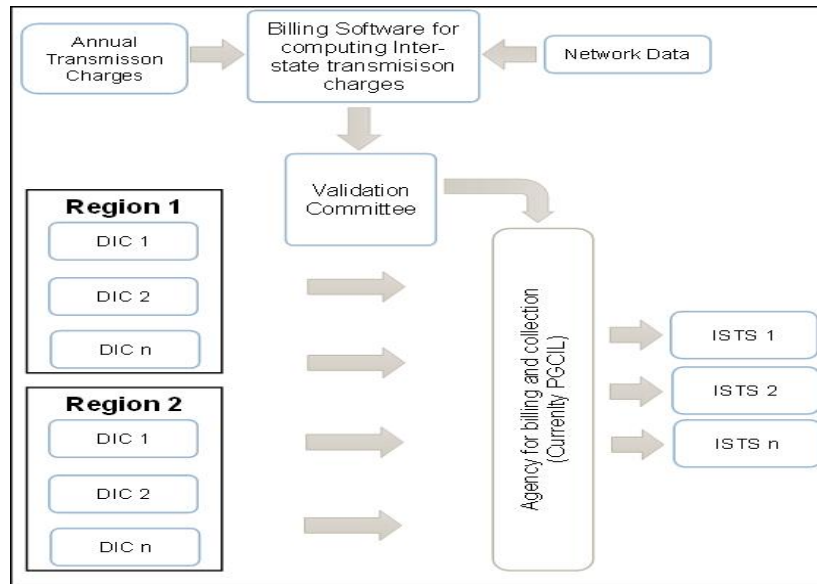 Annual
Transmisson
Charges
Billing Software for
computing Inter-
state transmisison
charges
Network Data
Validation
Committee
Region 1
DIC 1
DIC 2
DIC n
Region 2
DIC 1
DIC 2
DIC n
Agency for billing and collection
(Currenlty PGCIL)
ISTS 1
ISTS 2
ISTS n